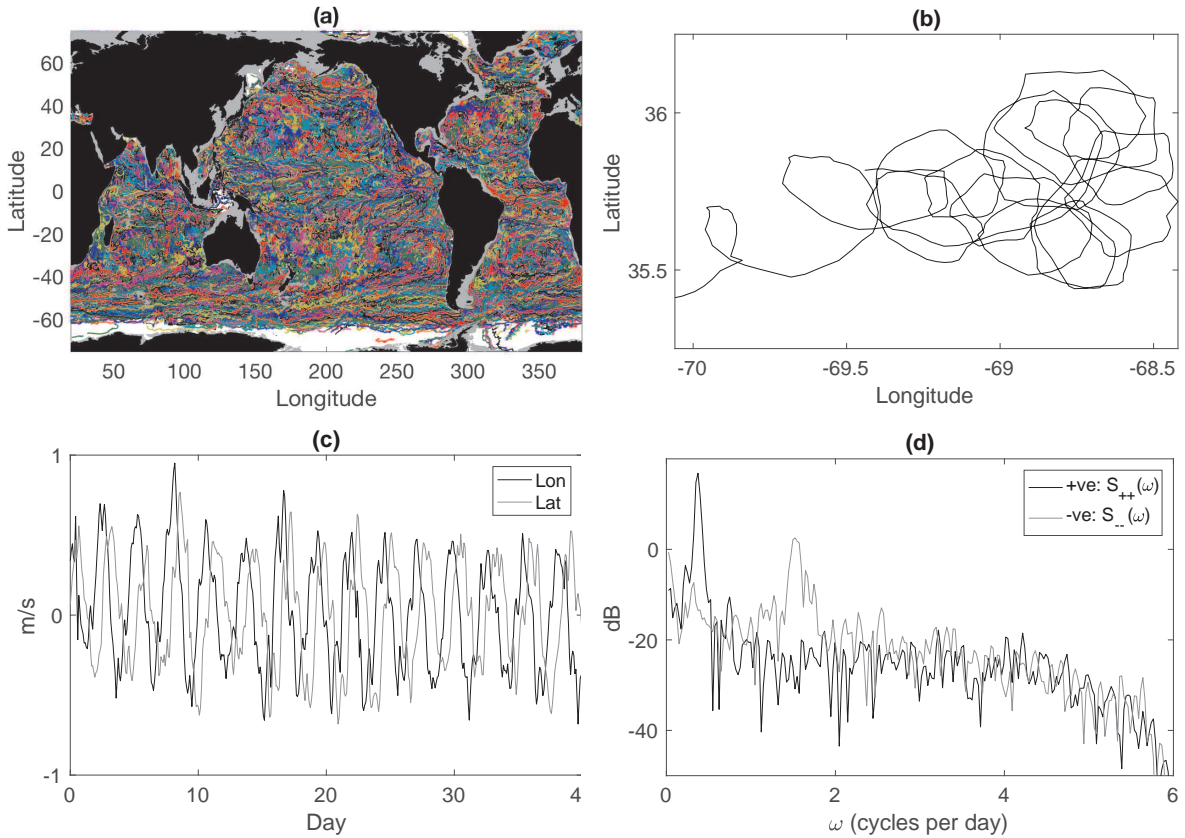 (a)
60
40
20
0
-20
-40
-60
Latitude
50 100 150 200 250 300 350
Longitude
(b)
36
35.5
Latitude
-70 -69.5 -69 -68.5
Longitude
(c)
1
0
-1
m/s
Lon
Lat
0 10 20 30 4
Day
(d)
0
-20
-40
dB
+ve: S++(ω)
-ve: S--(ω)
0 2 4 6
ω (cycles per day)